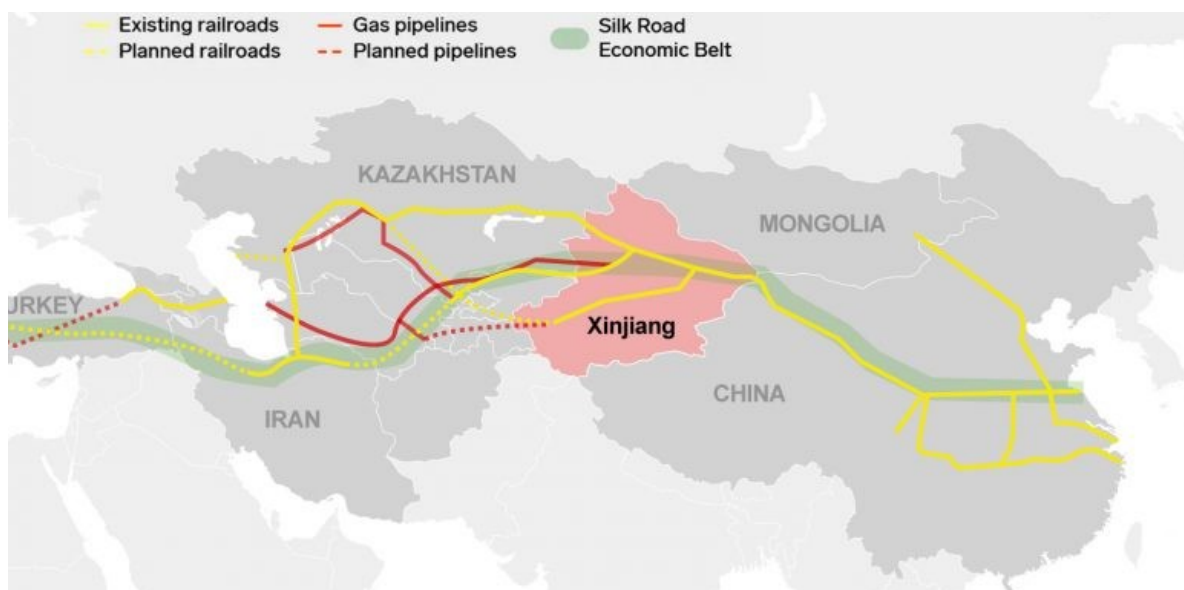 Existing railroads
Planned railroads
Gas pipelines
Planned pipelines
Silk Road
Economic Belt
KAZAKHSTAN
MONGOLIA
URKEY
Xinjiang
CHINA
IRAN